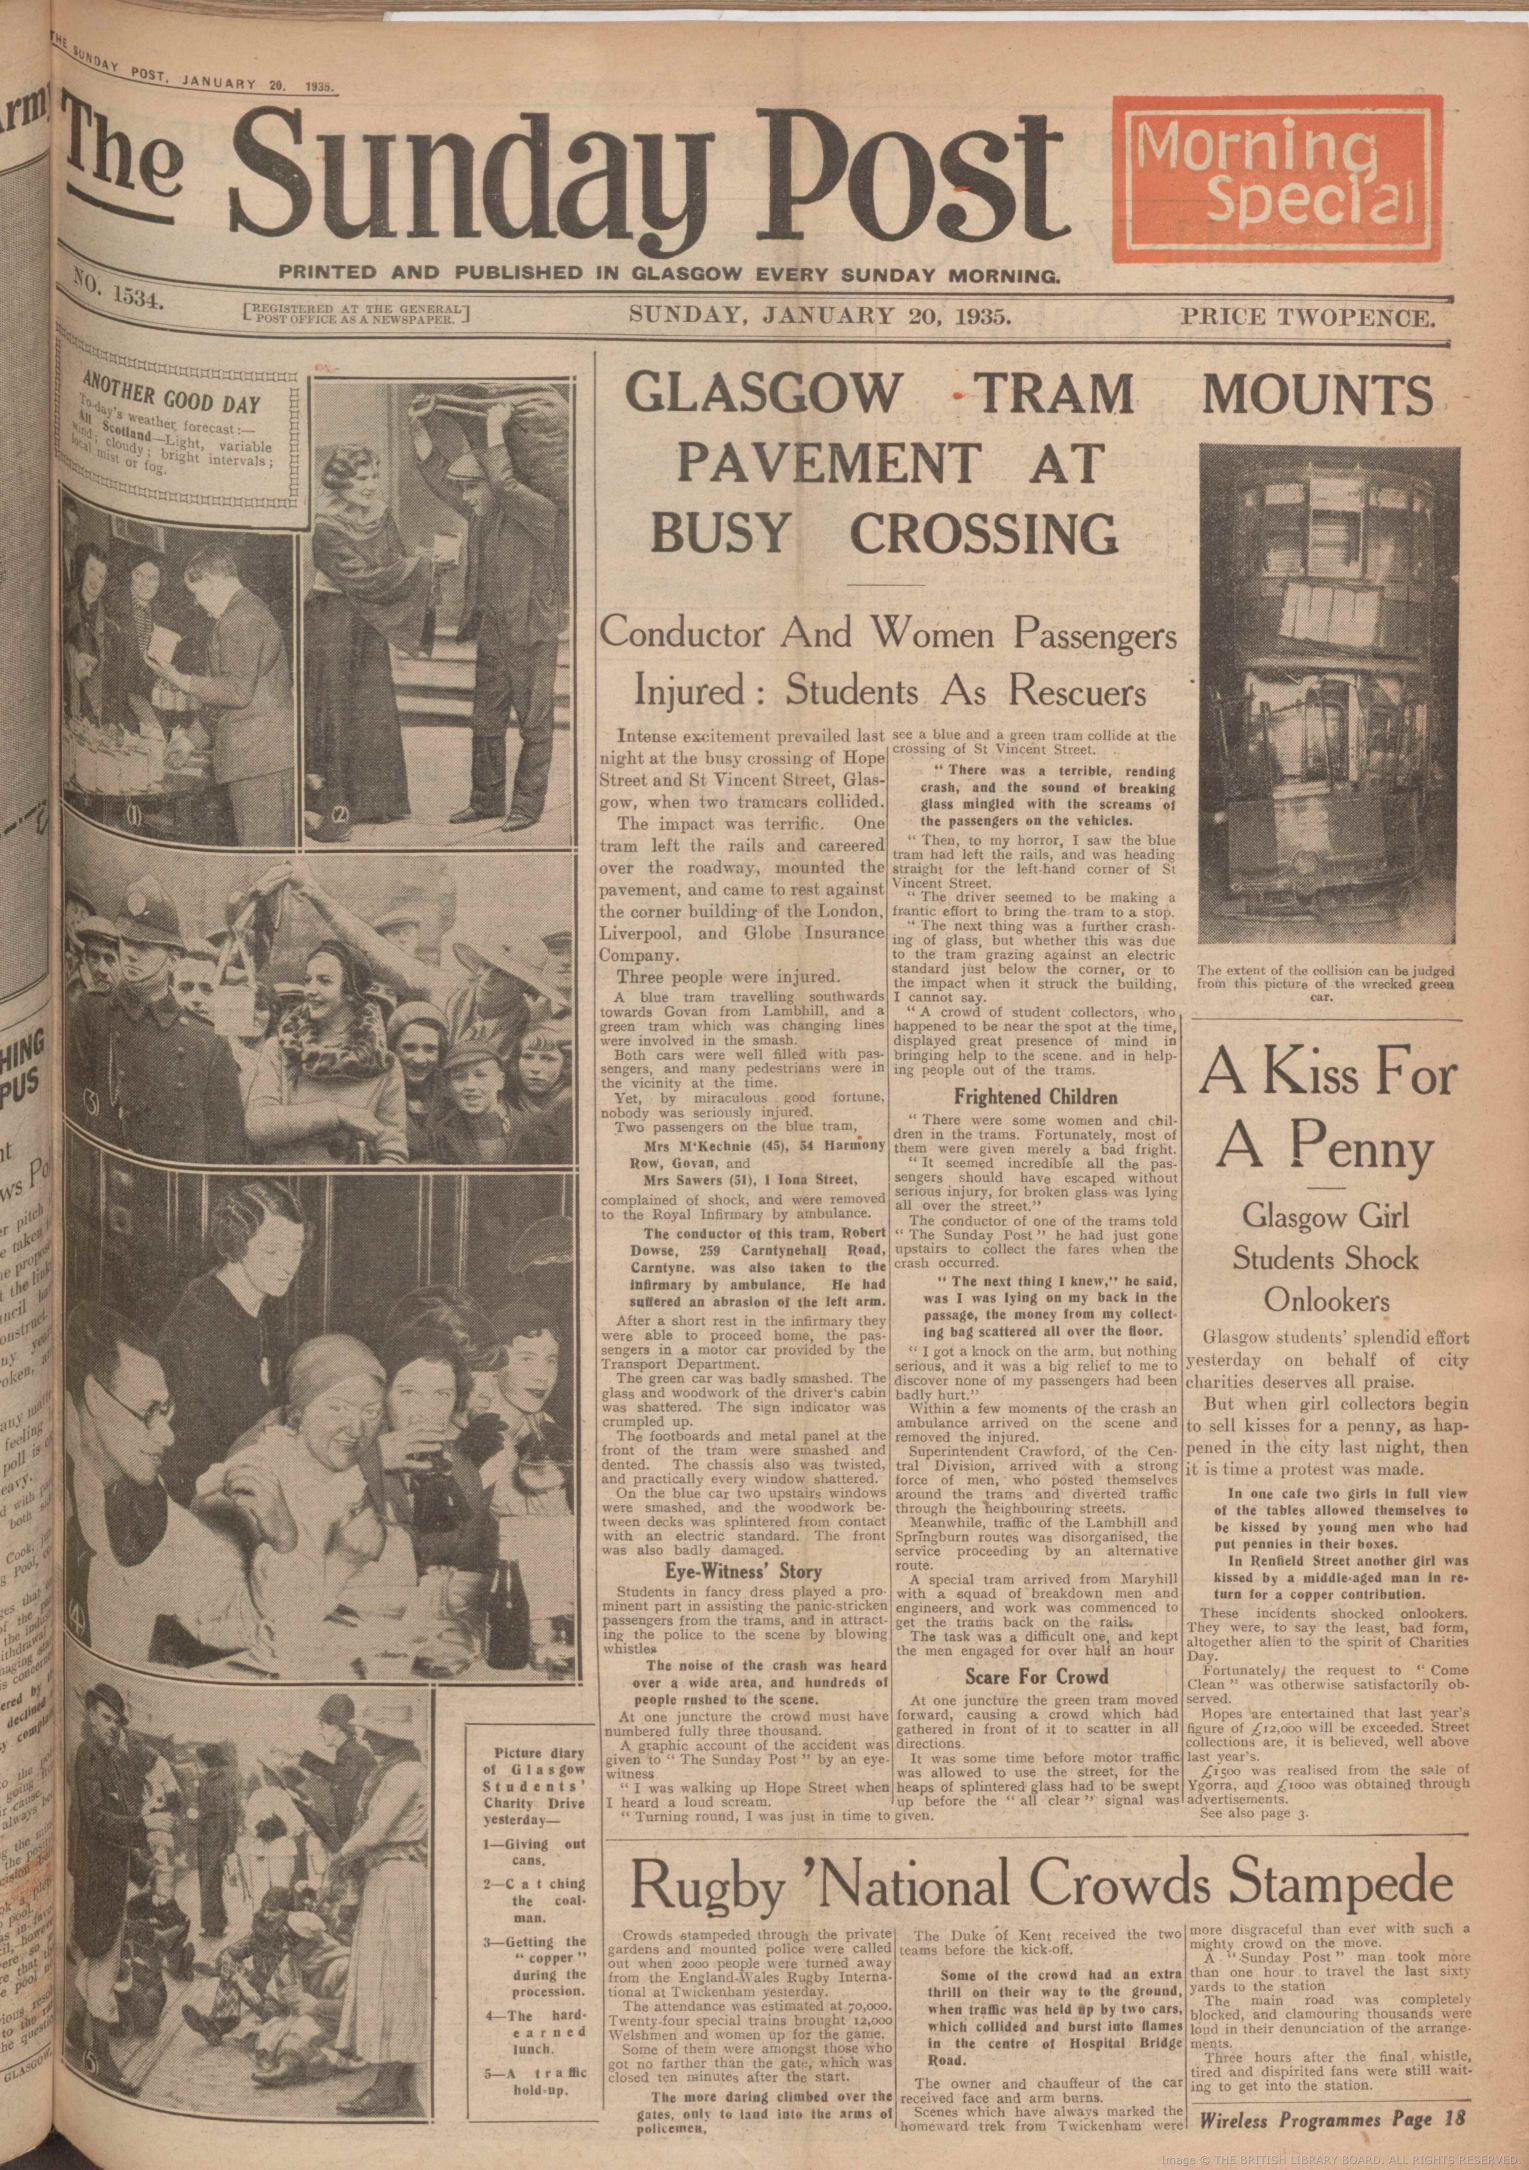 THE SUNDAY POST, JANUARY 20, 1935.
The Sunday Post
Morning
Special
PRINTED AND PUBLISHED IN GLASGOW EVERY SUNDAY MORNING.
NO. 1534.
[REGISTERED AT THE GENERAL
POST OFFICE AS A NEWSPAPER.]
SUNDAY, JANUARY 20, 1935.
PRICE TWOPENCE.
ANOTHER GOOD DAY
To-day's weather forecast:—
All Scotland—Light, variable
wind; cloudy; bright intervals;
local mist or fog.
(1)
(2)
(3)
(4)
(5)
Picture diary
of Glasgow
Students'
Charity Drive
yesterday—
1—Giving out
cans.
2—Catching
the coal-
man.
3—Getting the
"copper"
during the
procession.
4—The hard-
earned
lunch.
5—A traffic
hold-up.
GLASGOW TRAM MOUNTS
PAVEMENT AT
BUSY CROSSING
Conductor And Women Passengers
Injured: Students As Rescuers
Intense excitement prevailed last
night at the busy crossing of Hope
Street and St Vincent Street, Glas-
gow, when two tramcars collided.
The impact was terrific. One
tram left the rails and careered
over the roadway, mounted the
pavement, and came to rest against
the corner building of the London,
Liverpool, and Globe Insurance
Company.
Three people were injured.
A blue tram travelling southwards
towards Govan from Lambhill, and a
green tram which was changing lines
were involved in the smash.
Both cars were well filled with pas-
sengers, and many pedestrians were in
the vicinity at the time.
Yet, by miraculous good fortune,
nobody was seriously injured.
Two passengers on the blue tram,
Mrs M'Kechnie (45), 54 Harmony
Row, Govan, and
Mrs Sawers (51), 1 Iona Street,
complained of shock, and were removed
to the Royal Infirmary by ambulance.
The conductor of this tram, Robert
Dowse, 259 Carntynehall Road,
Carntyne, was also taken to the
infirmary by ambulance. He had
suffered an abrasion of the left arm.
After a short rest in the infirmary they
were able to proceed home, the pas-
sengers in a motor car provided by the
Transport Department.
The green car was badly smashed. The
glass and woodwork of the driver's cabin
was shattered. The sign indicator was
crumpled up.
The footboards and metal panel at the
front of the tram were smashed and
dented. The chassis also was twisted,
and practically every window shattered.
On the blue car two upstairs windows
were smashed, and the woodwork be-
tween decks was splintered from contact
with an electric standard. The front
was also badly damaged.
Eye-Witness' Story
Students in fancy dress played a pro-
minent part in assisting the panic-stricken
passengers from the trams, and in attract-
ing the police to the scene by blowing
whistles
The noise of the crash was heard
over a wide area, and hundreds of
people rushed to the scene.
At one juncture the crowd must have
numbered fully three thousand.
A graphic account of the accident was
given to "The Sunday Post" by an eye-
witness
"I was walking up Hope Street when
I heard a loud scream.
"Turning round, I was just in time to
see a blue and a green tram collide at the
crossing of St Vincent Street.
"There was a terrible, rending
crash, and the sound of breaking
glass mingled with the screams of
the passengers on the vehicles.
"Then, to my horror, I saw the blue
tram had left the rails, and was heading
straight for the left-hand corner of St
Vincent Street.
"The driver seemed to be making a
frantic effort to bring the tram to a stop.
"The next thing was a further crash-
ing of glass, but whether this was due
to the tram grazing against an electric
standard just below the corner, or to
the impact when it struck the building,
I cannot say.
"A crowd of student collectors, who
happened to be near the spot at the time,
displayed great presence of mind in
bringing help to the scene. and in help-
ing people out of the trams.
Frightened Children
"There were some women and chil-
dren in the trams. Fortunately, most of
them were given merely a bad fright.
"It seemed incredible all the pas-
sengers should have escaped without
serious injury, for broken glass was lying
all over the street."
The conductor of one of the trams told
"The Sunday Post" he had just gone
upstairs to collect the fares when the
crash occurred.
"The next thing I knew," he said,
was I was lying on my back in the
passage, the money from my collect-
ing bag scattered all over the floor.
"I got a knock on the arm, but nothing
serious, and it was a big relief to me to
discover none of my passengers had been
badly hurt."
Within a few moments of the crash an
ambulance arrived on the scene and
removed the injured.
Superintendent Crawford, of the Cen-
tral Division, arrived with a strong
force of men, who posted themselves
around the trams and diverted traffic
through the neighbouring streets.
Meanwhile, traffic of the Lambhill and
Springburn routes was disorganised, the
service proceeding by an alternative
route.
A special tram arrived from Maryhill
with a squad of breakdown men and
engineers, and work was commenced to
get the trams back on the rails.
The task was a difficult one, and kept
the men engaged for over half an hour
Scare For Crowd
At one juncture the green tram moved
forward, causing a crowd which had
gathered in front of it to scatter in all
directions.
It was some time before motor traffic
was allowed to use the street, for the
heaps of splintered glass had to be swept
up before the "all clear" signal was
given.
The extent of the collision can be judged
from this picture of the wrecked green
car.
A Kiss For
A Penny
Glasgow Girl
Students Shock
Onlookers
Glasgow students' splendid effort
yesterday on behalf of city
charities deserves all praise.
But when girl collectors begin
to sell kisses for a penny, as hap-
pened in the city last night, then
it is time a protest was made.
In one cafe two girls in full view
of the tables allowed themselves to
be kissed by young men who had
put pennies in their boxes.
In Renfield Street another girl was
kissed by a middle-aged man in re-
turn for a copper contribution.
These incidents shocked onlookers.
They were, to say the least, bad form,
altogether alien to the spirit of Charities
Day.
Fortunately, the request to "Come
Clean" was otherwise satisfactorily ob-
served.
Hopes are entertained that last year's
figure of £12,000 will be exceeded. Street
collections are, it is believed, well above
last year's.
£1500 was realised from the sale of
Ygorra, and £1000 was obtained through
advertisements.
See also page 3.
Rugby 'National Crowds Stampede
Crowds stampeded through the private
gardens and mounted police were called
out when 2000 people were turned away
from the England-Wales Rugby Interna-
tional at Twickenham yesterday.
The attendance was estimated at 70,000.
Twenty-four special trains brought 12,000
Welshmen and women up for the game.
Some of them were amongst those who
got no farther than the gate, which was
closed ten minutes after the start.
The more daring climbed over the
gates, only to land into the arms of
policemen,
The Duke of Kent received the two
teams before the kick-off.
Some of the crowd had an extra
thrill on their way to the ground,
when traffic was held up by two cars,
which collided and burst into flames
in the centre of Hospital Bridge
Road.
The owner and chauffeur of the car
received face and arm burns.
Scenes which have always marked the
homeward trek from Twickenham were
more disgraceful than ever with such a
mighty crowd on the move.
A "Sunday Post" man took more
than one hour to travel the last sixty
yards to the station
The main road was completely
blocked, and clamouring thousands were
loud in their denunciation of the arrange-
ments.
Three hours after the final whistle,
tired and dispirited fans were still wait-
ing to get into the station.
Wireless Programmes Page 18
Image © THE BRITISH LIBRARY BOARD. ALL RIGHTS RESERVED.